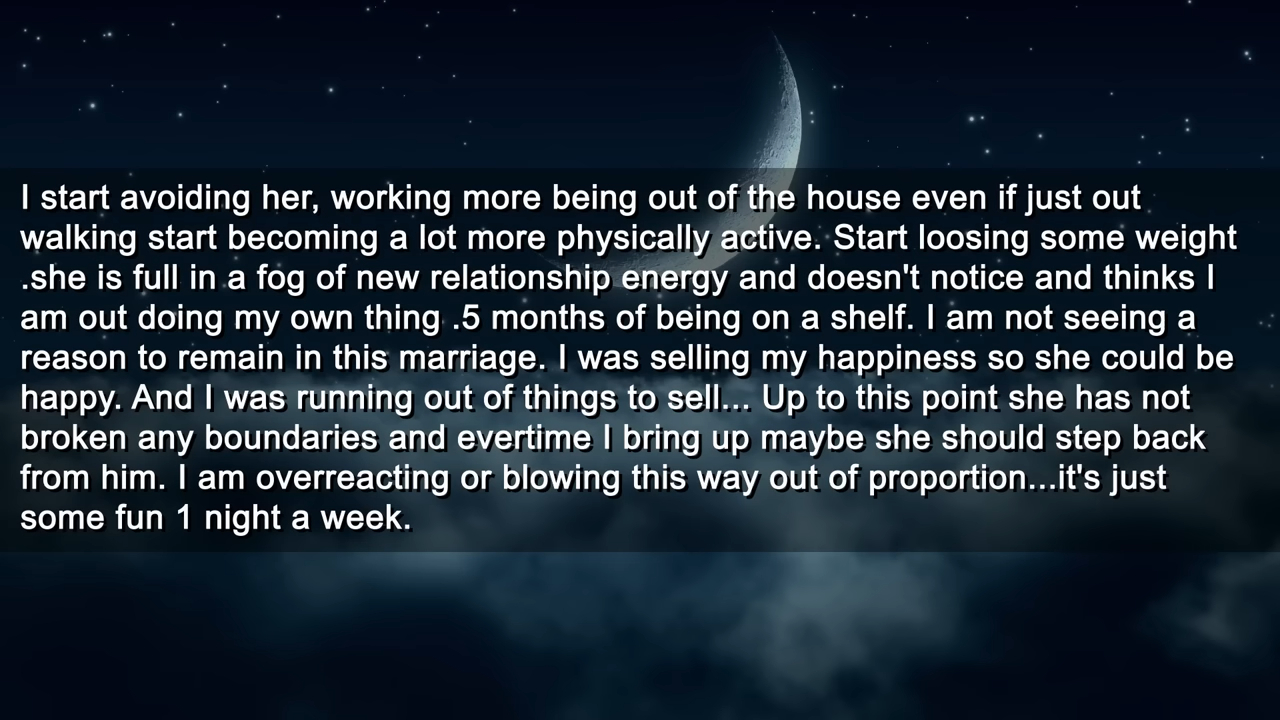 I start avoiding her, working more being out of the house even if just out
walking start becoming a lot more physically active. Start loosing some weight
.she is full in a fog of new relationship energy and doesn't notice and thinks I
am out doing my own thing .5 months of being on a shelf. I am not seeing a
reason to remain in this marriage. I was selling my happiness so she could be
happy. And I was running out of things to sell... Up to this point she has not
broken any boundaries and evertime I bring up maybe she should step back
from him. I am overreacting or blowing this way out of proportion...it's just
some fun 1 night a week.